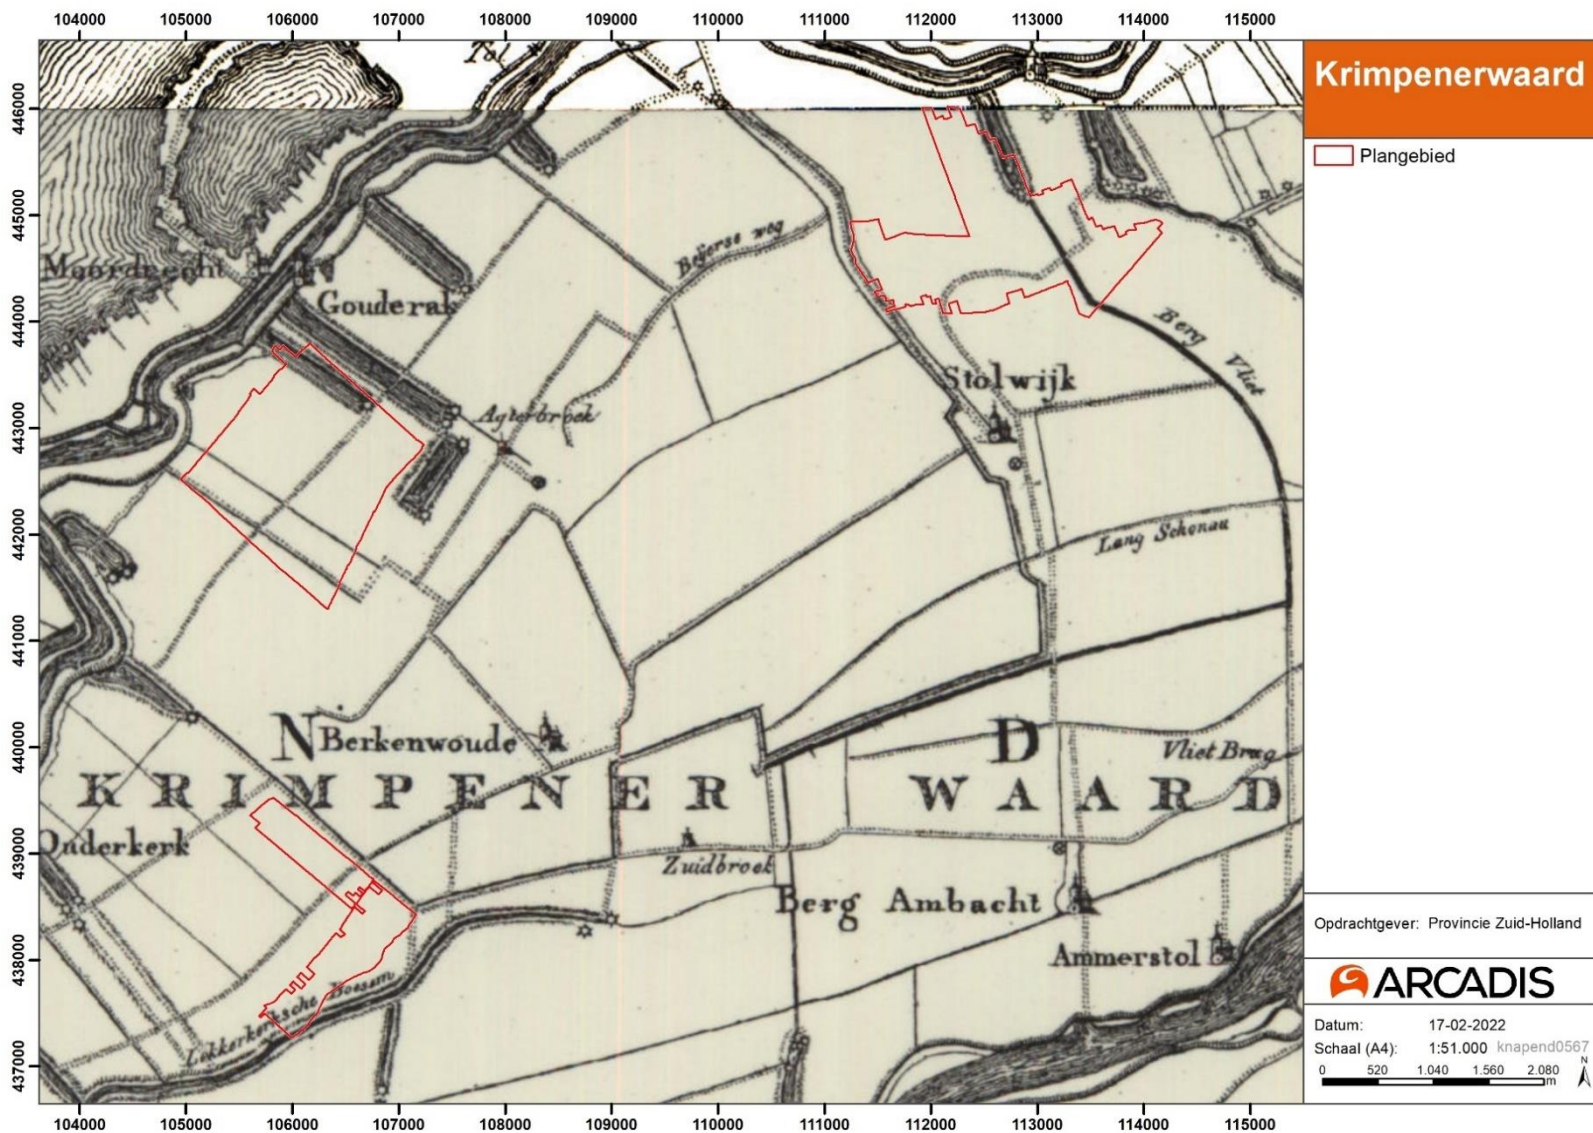 104000 105000 106000 107000 108000 109000 110000 111000 112000 113000 114000 115000
446000
445000
444000
443000
442000
441000
440000
439000
438000
437000
Tol
Moordrecht
Gouderak
Beijerse weg
Berg Vliet
Stolwijk
Agterbroek
Lang Schonau
N
D
Berkenwoude
Vliet Brug
KRIMPENER WAARD
Ouderkerk
Zuidbroek
Berg Ambacht
Ammerstol
Lekkerkerksche Boesem
104000 105000 106000 107000 108000 109000 110000 111000 112000 113000 114000 115000
Krimpenerwaard
Plangebied
Opdrachtgever: Provincie Zuid-Holland
ARCADIS
Datum: 17-02-2022
Schaal (A4): 1:51.000 knapend0567
0 520 1.040 1.560 2.080
m
N